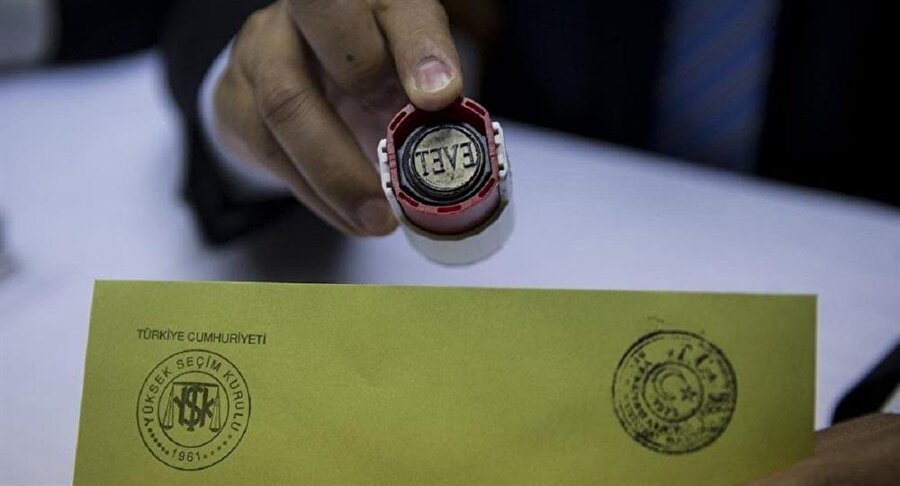 EVET
TÜRKİYE CUMHURİYETİ
YÜKSEK SEÇİM KURULU
YSK
1961